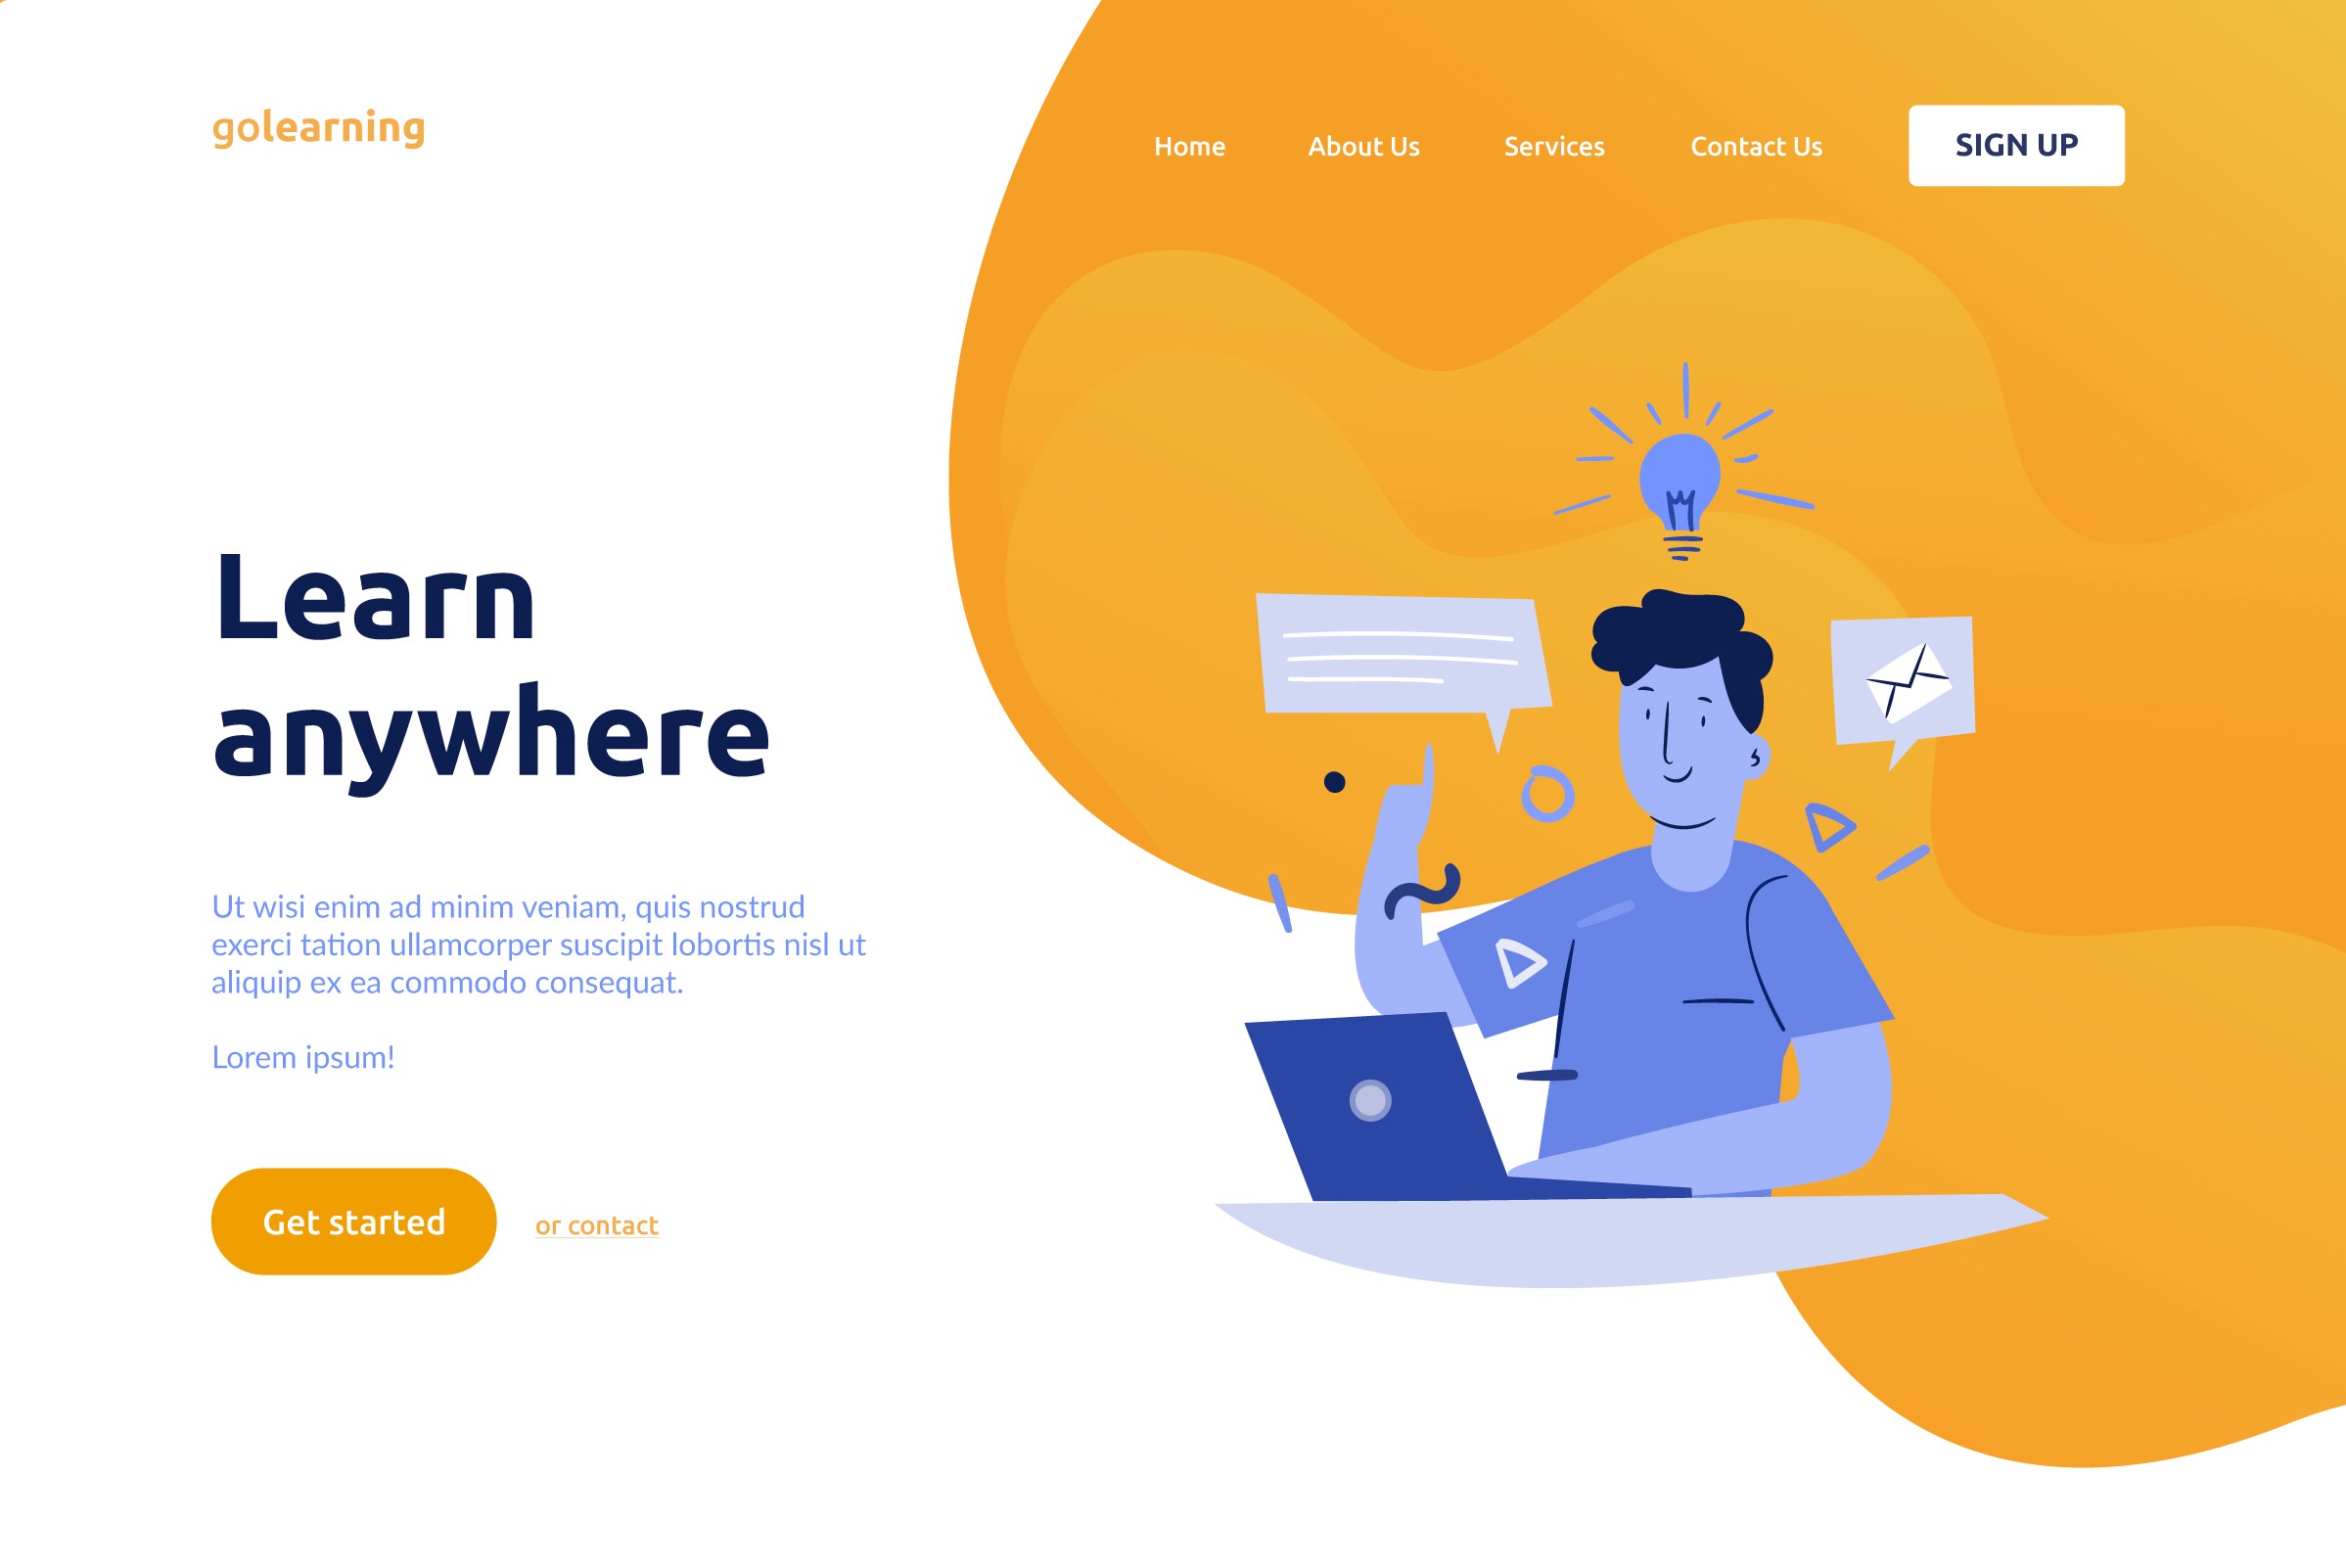 golearning
Home About Us Services Contact Us SIGN UP
Learn
anywhere
Ut wisi enim ad minim veniam, quis nostrud
exerci tation ullamcorper suscipit lobortis nisl ut
aliquip ex ea commodo consequat.
Lorem ipsum!
Get started or contact